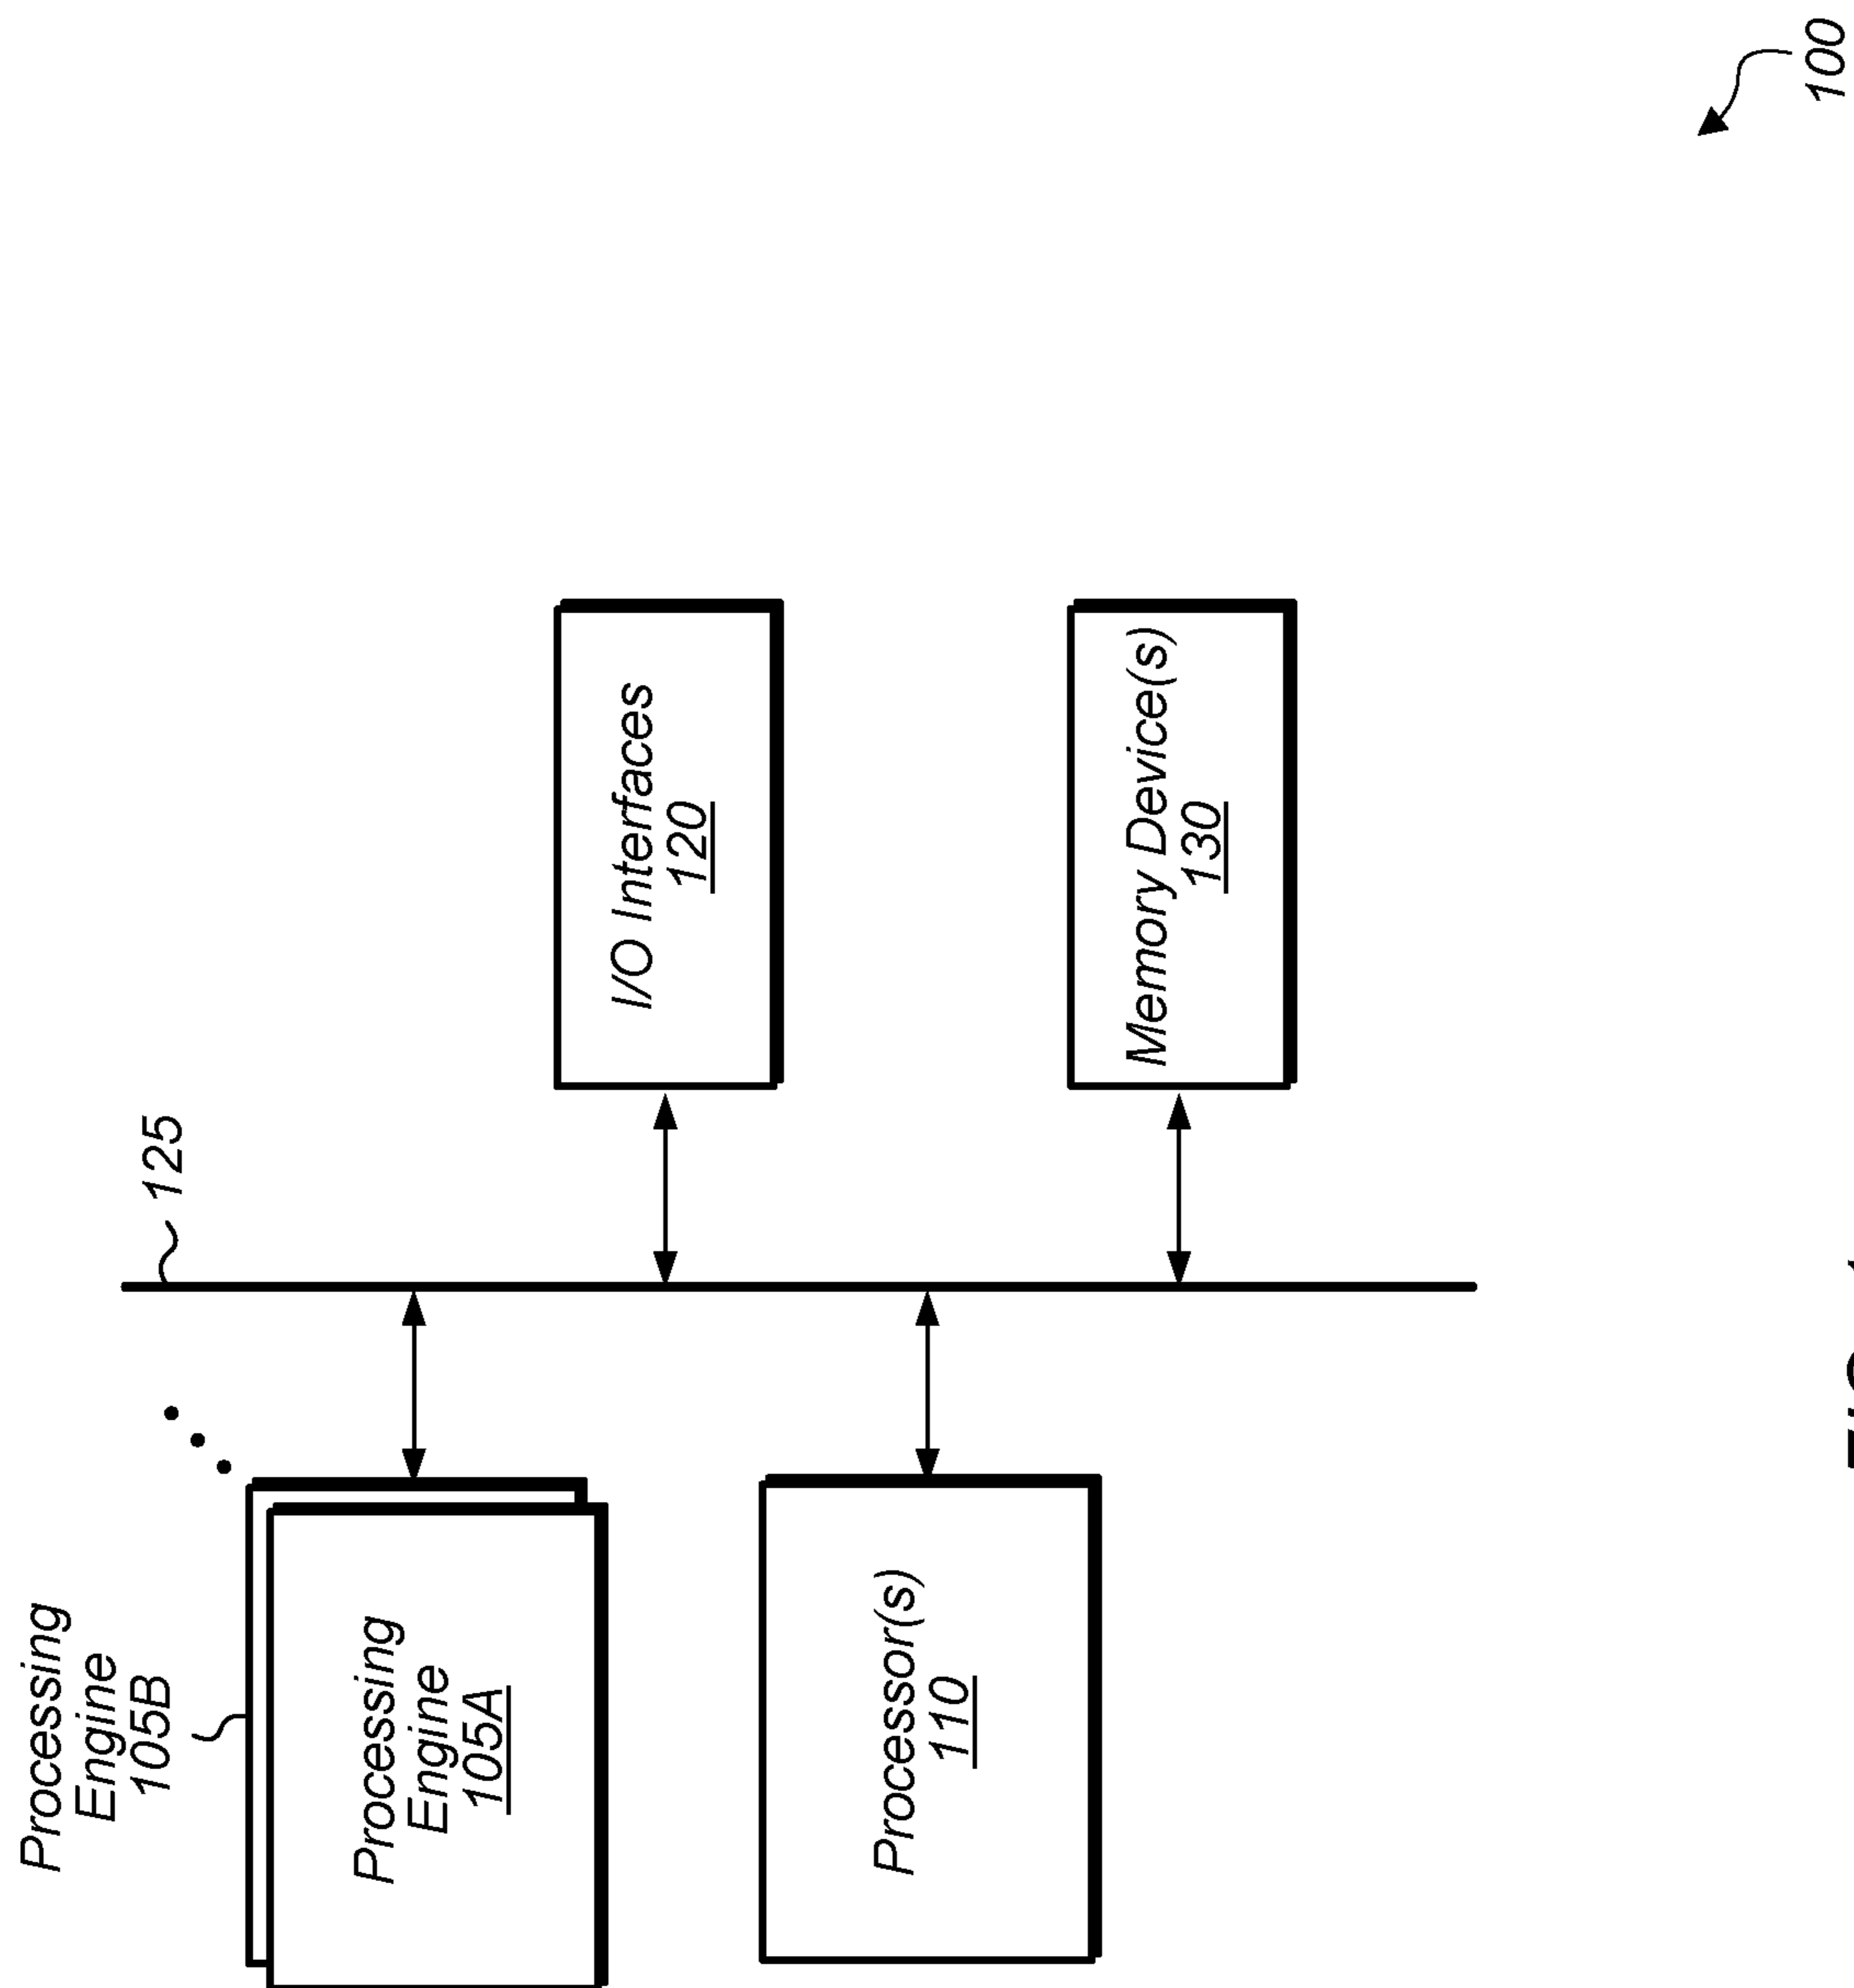 Processing
Engine
105B
125
Processing
Engine
105A
I/O Interfaces
120
Processor(s)
110
Memory Device(s)
130
100